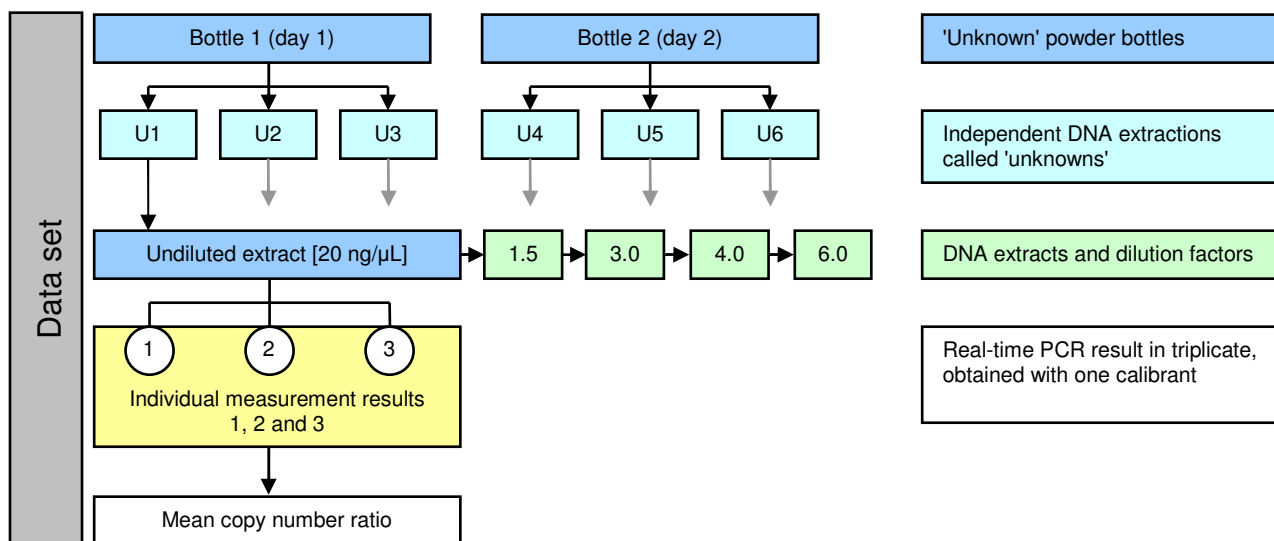 Data set
Bottle 1 (day 1)
Bottle 2 (day 2)
'Unknown' powder bottles
U1
U2
U3
U4
U5
U6
Independent DNA extractions
called 'unknowns'
Undiluted extract [20 ng/µL]
1.5
3.0
4.0
6.0
DNA extracts and dilution factors
1
2
3
Individual measurement results
1, 2 and 3
Real-time PCR result in triplicate,
obtained with one calibrant
Mean copy number ratio